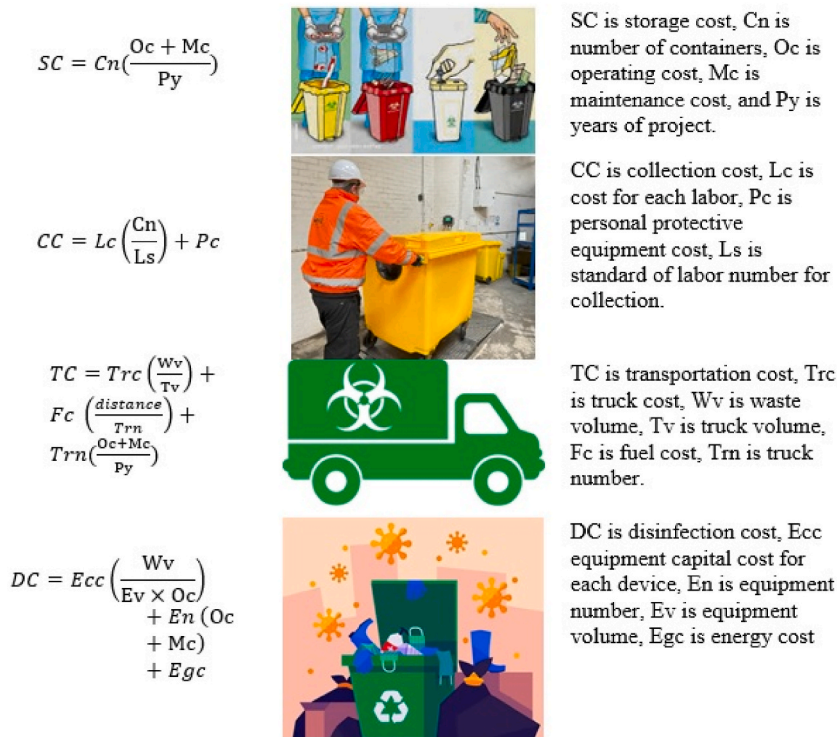 SC = Cn(\frac{Oc + Mc}{Py})
SC is storage cost, Cn is
number of containers, Oc is
operating cost, Mc is
maintenance cost, and Py is
years of project.
CC = Lc (\frac{Cn}{Ls}) + Pc
CC is collection cost, Lc is
cost for each labor, Pc is
personal protective
equipment cost, Ls is
standard of labor number for
collection.
TC = Trc (\frac{Wv}{Tv}) +
Fc (\frac{distance}{Trn}) +
Trn(\frac{Oc+Mc}{Py})
TC is transportation cost, Trc
is truck cost, Wv is waste
volume, Tv is truck volume,
Fc is fuel cost, Trn is truck
number.
DC = Ecc (\frac{Wv}{Ev × Oc})
+ En (Oc
+ Mc)
+ Egc
DC is disinfection cost, Ecc
equipment capital cost for
each device, En is equipment
number, Ev is equipment
volume, Egc is energy cost